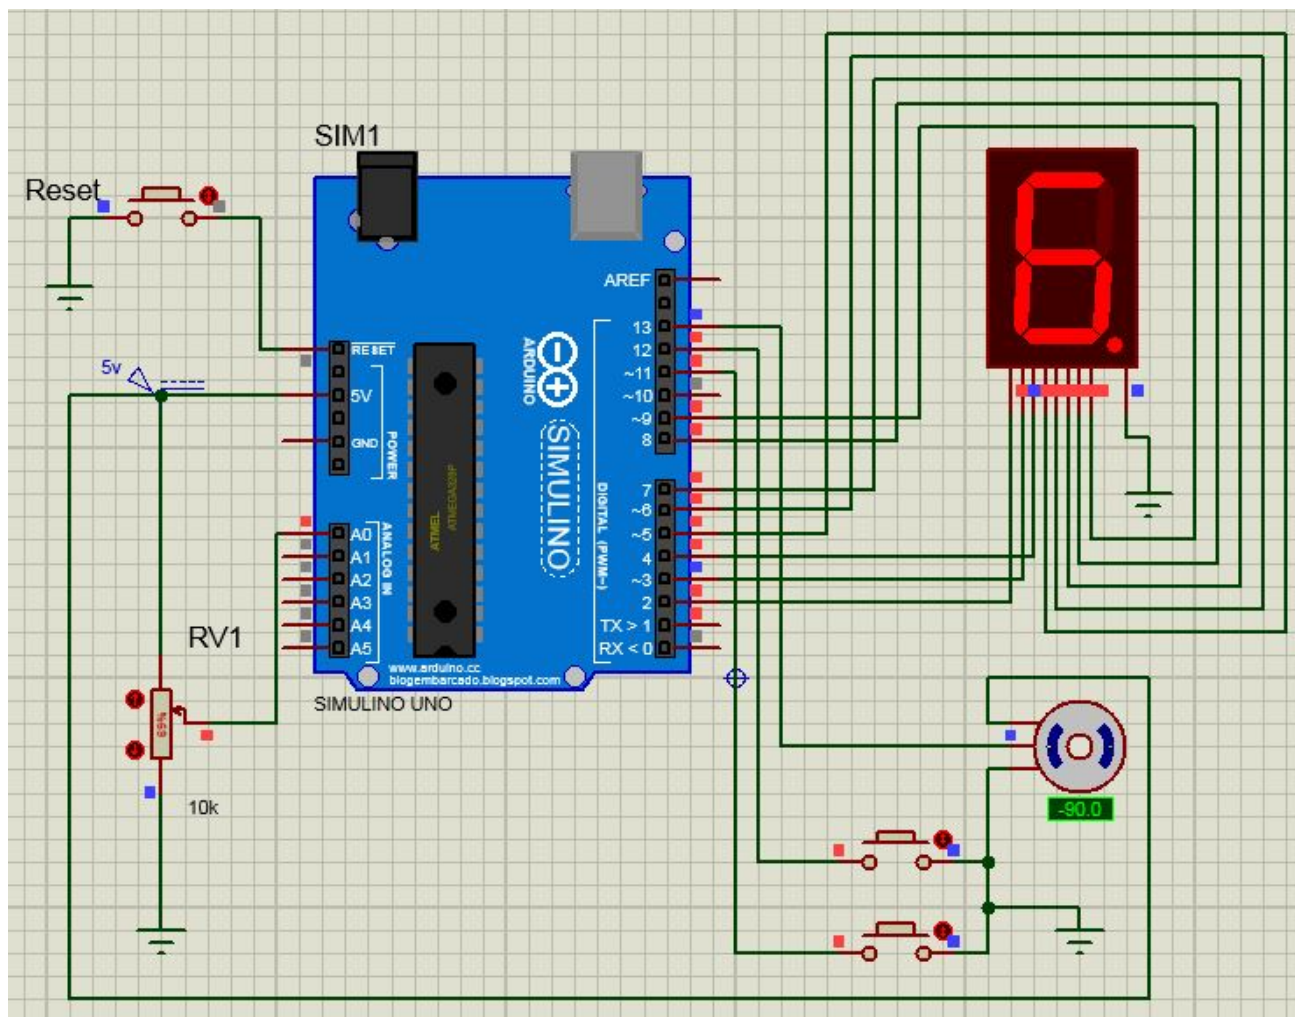 SIM1
Reset
AREF
13
RESET
12
5v
~11
ARDUINO
5V
~10
~9
GND
8
POWER
SIMULINO
7
~6
ATMEL
ATMEGA328P
DIGITAL (PWM~)
A0
~5
ANALOG IN
A1
4
A2
~3
A3
2
A4
TX > 1
RV1
A5
RX < 0
www.arduino.cc
blogembarcado.blogspot.com
SIMULINO UNO
10k
-90.0
6.